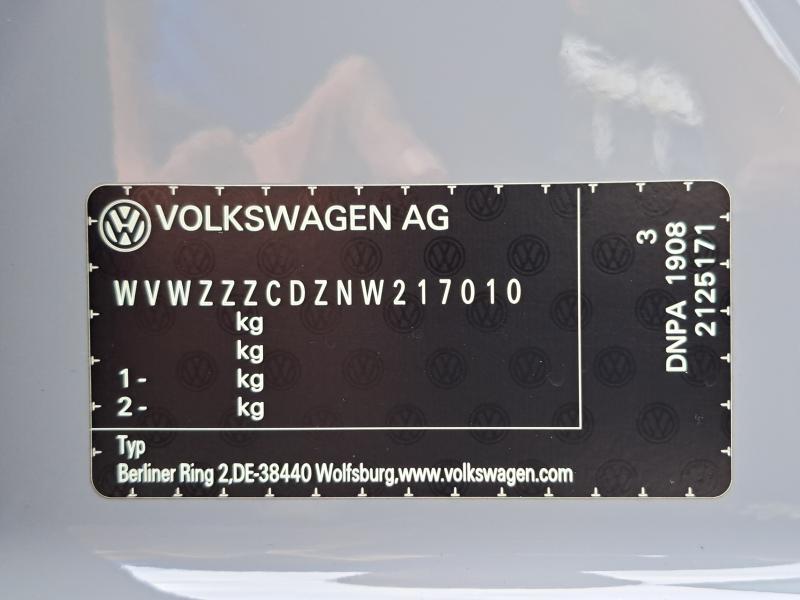 VOLKSWAGEN AG
WVWZZZCDZNW217010
kg
kg
1- kg
2- kg
Typ
Berliner Ring 2,DE-38440 Wolfsburg,www.volkswagen.com
3
DNPA 1908
2125171